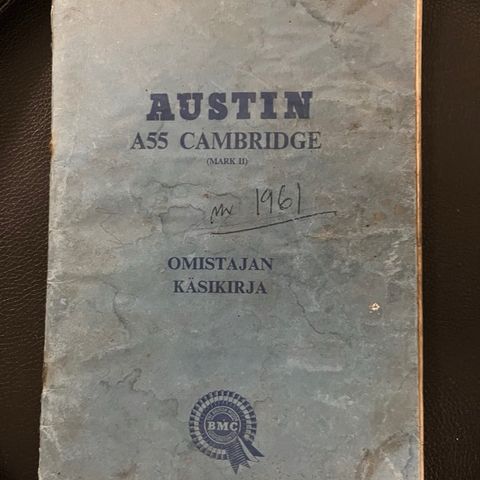 AUSTIN
A55 CAMBRIDGE
(MARK II)
1961
OMISTAJAN
KÄSIKIRJA
BMC